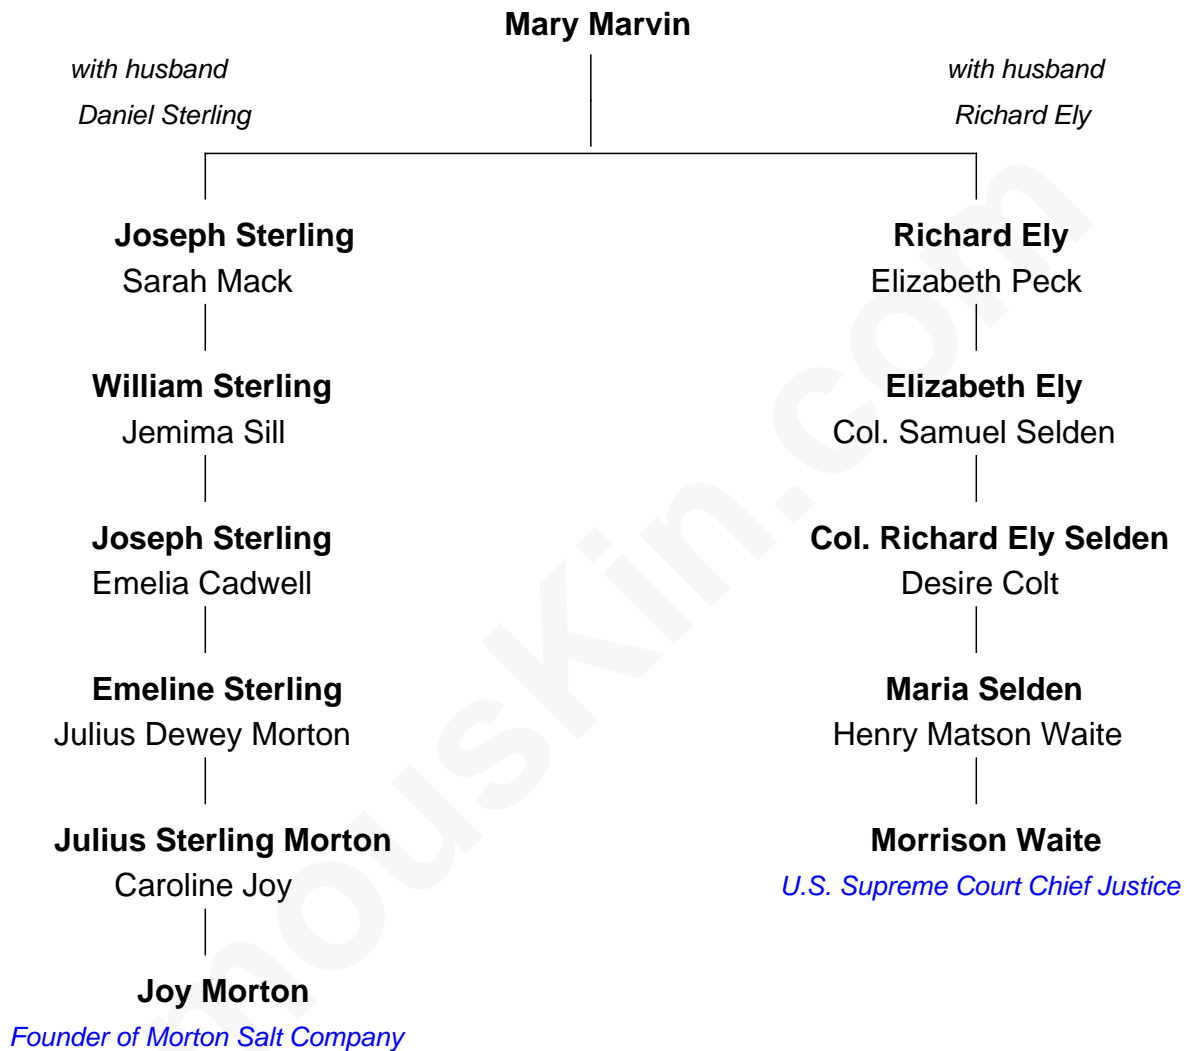 Mary Marvin
with husband
Daniel Sterling
with husband
Richard Ely
Joseph Sterling
Sarah Mack
William Sterling
Jemima Sill
Joseph Sterling
Emelia Cadwell
Emeline Sterling
Julius Dewey Morton
Julius Sterling Morton
Caroline Joy
Joy Morton
Founder of Morton Salt Company
Richard Ely
Elizabeth Peck
Elizabeth Ely
Col. Samuel Selden
Col. Richard Ely Selden
Desire Colt
Maria Selden
Henry Matson Waite
Morrison Waite
U.S. Supreme Court Chief Justice
mouskin.com